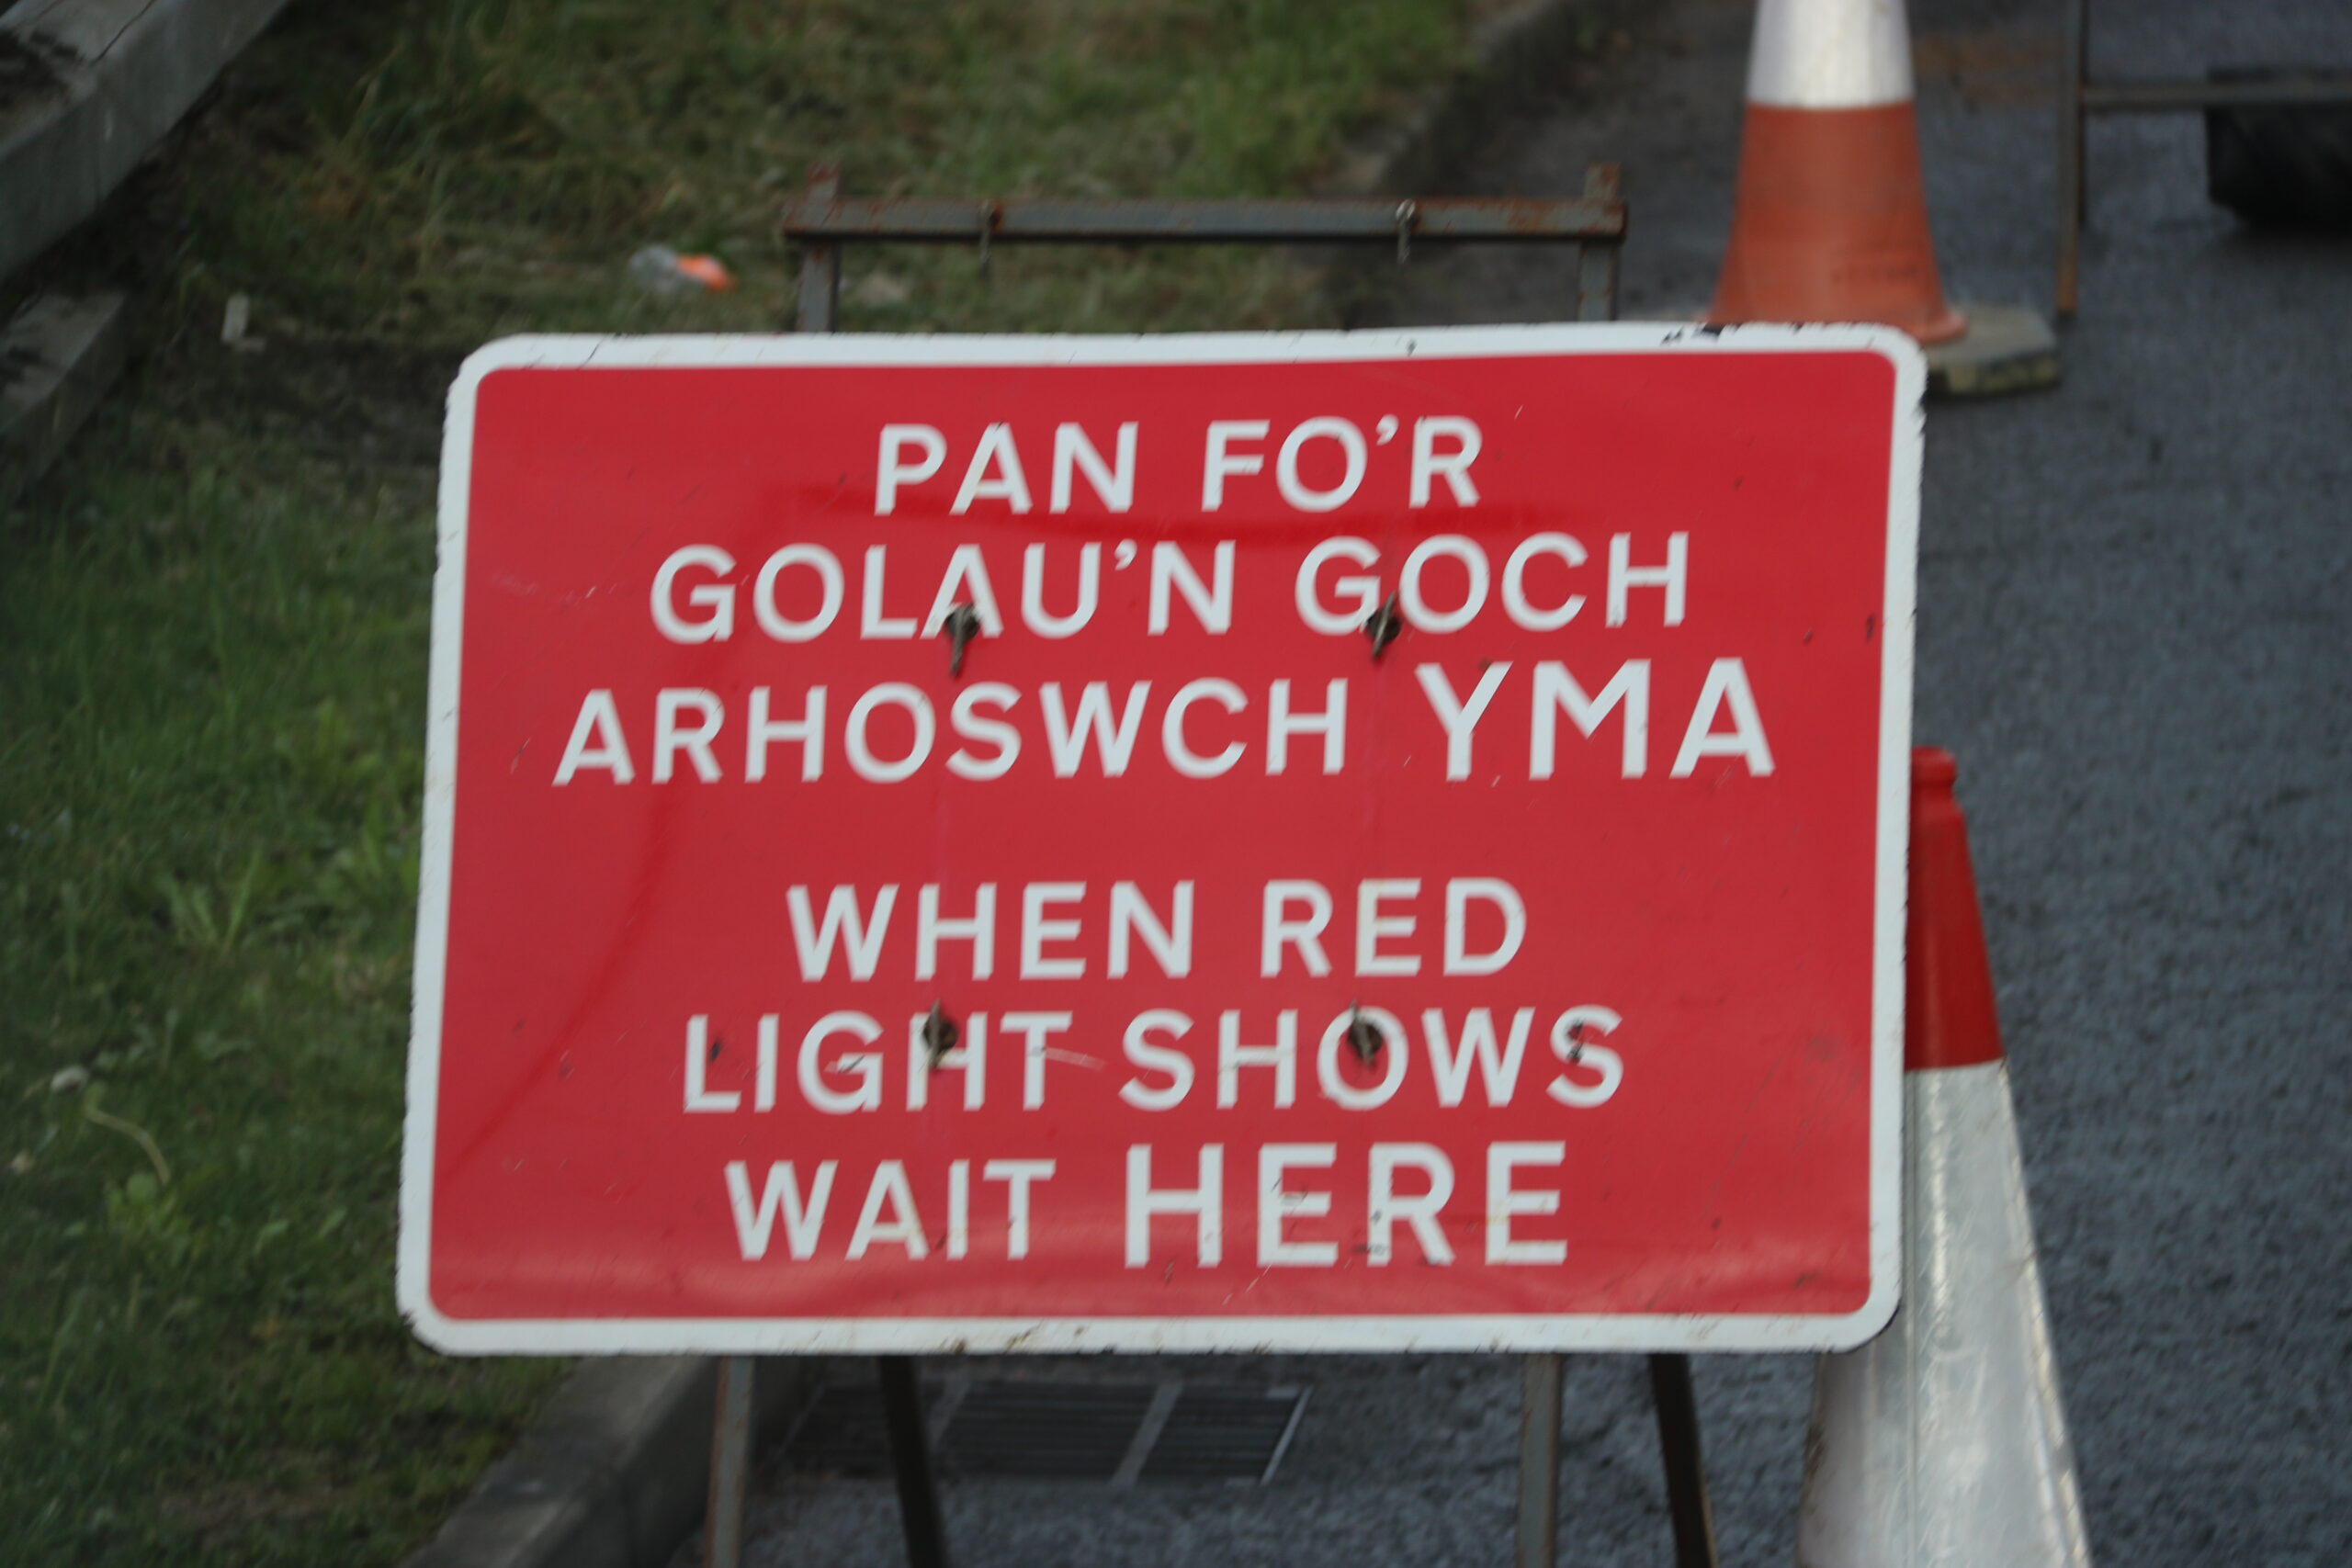 PAN FO'R
GOLAU'N GOCH
ARHOSWCH YMA
WHEN RED
LIGHT SHOWS
WAIT HERE